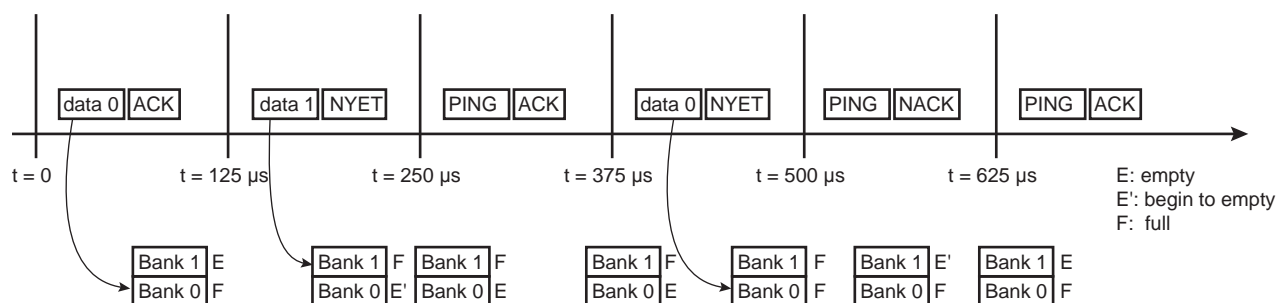 data 0 ACK data 1 NYET PING ACK data 0 NYET PING NACK PING ACK
t = 0 t = 125 μs t = 250 μs t = 375 μs t = 500 μs t = 625 μs
E: empty
E': begin to empty
F: full
Bank 1 E Bank 1 F Bank 1 F Bank 1 F Bank 1 F Bank 1 E' Bank 1 E
Bank 0 F Bank 0 E' Bank 0 E Bank 0 E Bank 0 F Bank 0 F Bank 0 F